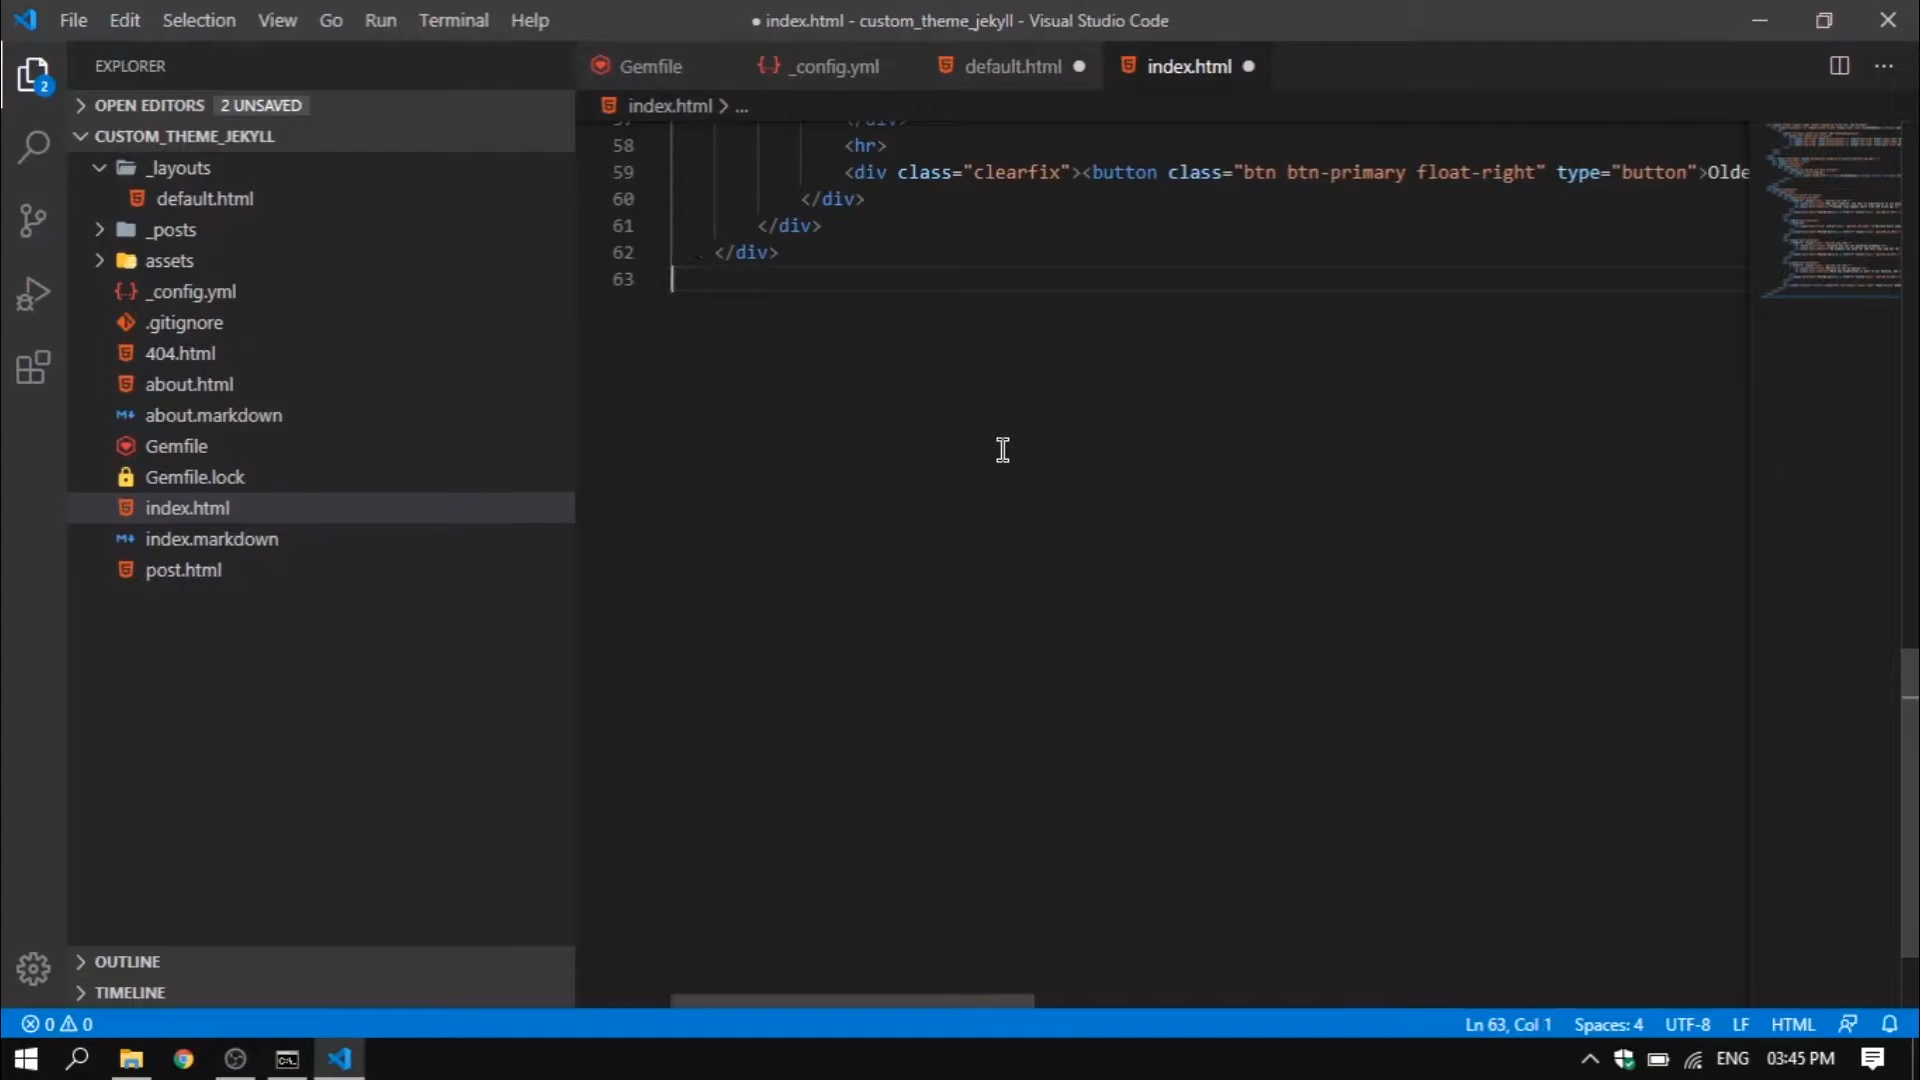 File Edit Selection View Go Run Terminal Help
● index.html - custom_theme_jekyll - Visual Studio Code
EXPLORER
OPEN EDITORS 2 UNSAVED
CUSTOM_THEME_JEKYLL
_layouts
default.html
_posts
assets
_config.yml
.gitignore
404.html
about.html
about.markdown
Gemfile
Gemfile.lock
index.html
index.markdown
post.html
OUTLINE
TIMELINE
2
Gemfile _config.yml default.html ● index.html ●
index.html > ...
57 </div>
58 <hr>
59 <div class="clearfix"><button class="btn btn-primary float-right" type="button">Olde
60 </div>
61 </div>
62 </div>
63
0 0
Ln 63, Col 1 Spaces: 4 UTF-8 LF HTML
ENG 03:45 PM